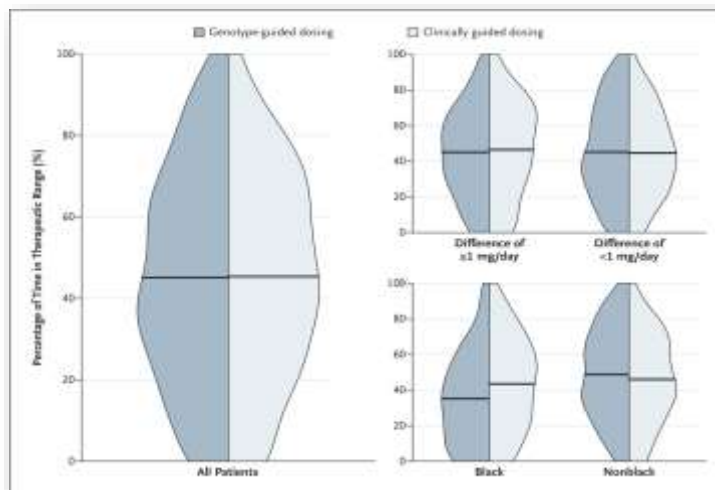 Genotype-guided dosing
Clinically guided dosing
Percentage of Time in Therapeutic Range (%)
100
80
60
40
20
0
All Patients
100
80
60
40
20
0
Difference of
≥1 mg/day
Difference of
<1 mg/day
100
80
60
40
20
0
Black
Nonblack